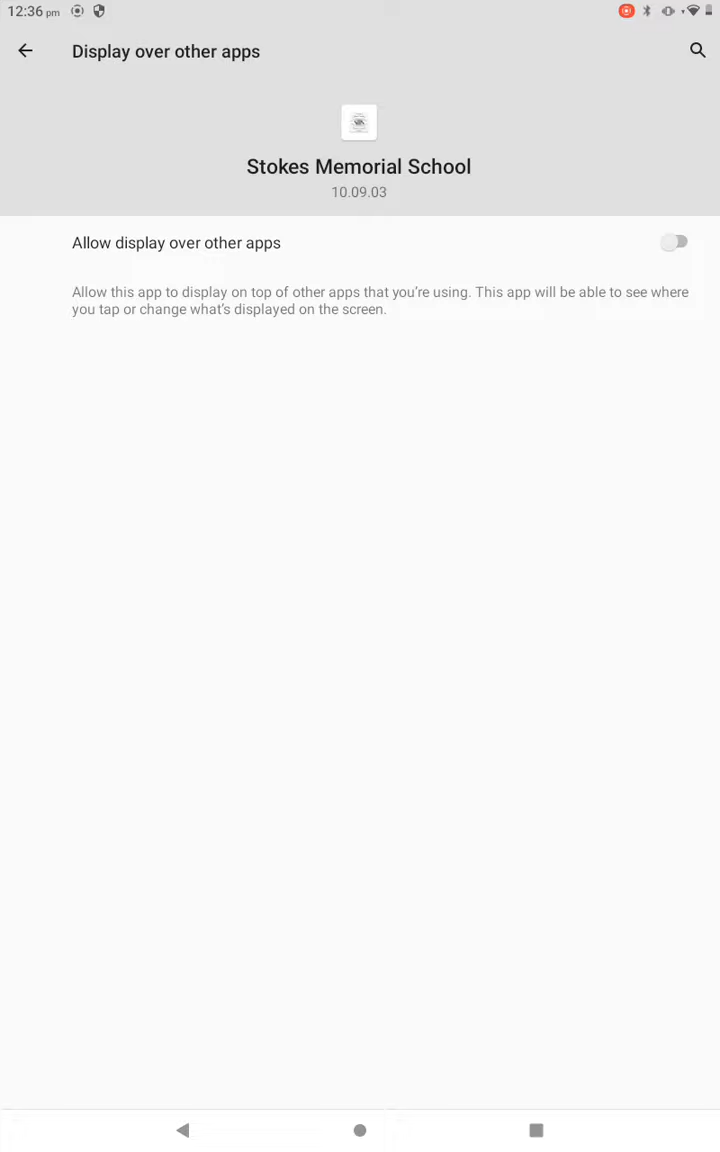 12:36 pm
Display over other apps
Stokes Memorial School
10.09.03
Allow display over other apps
Allow this app to display on top of other apps that you’re using. This app will be able to see where
you tap or change what’s displayed on the screen.